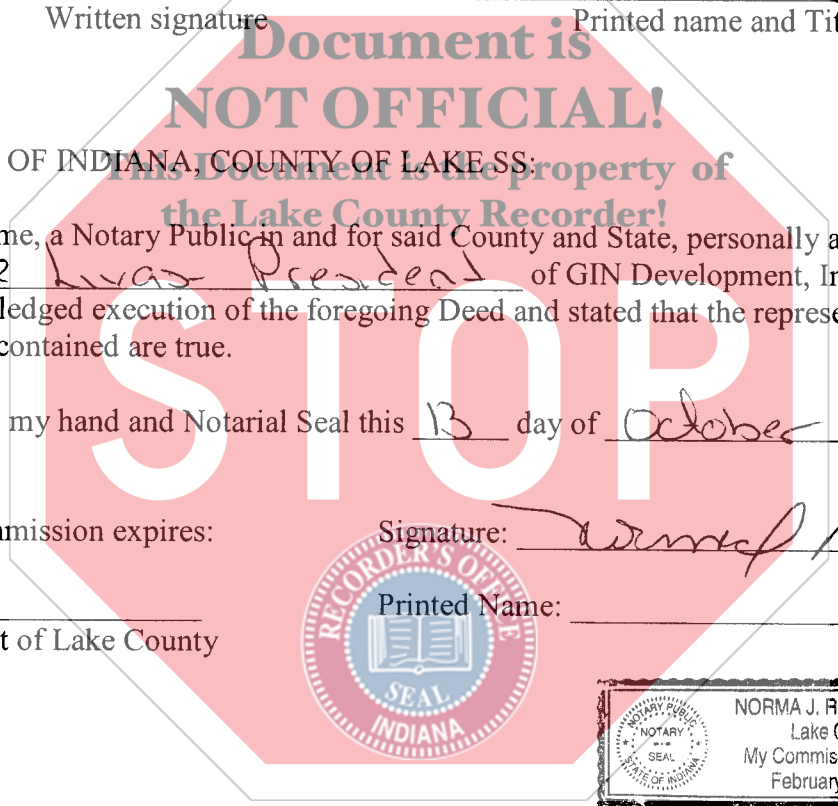 Written signature Printed name and Tit
Document is
NOT OFFICIAL!
OF INDIANA, COUNTY OF LAKE SS:
This Document is the property of
the Lake County Recorder!
me, a Notary Public in and for said County and State, personally a
Livas President of GIN Development, In
ledged execution of the foregoing Deed and stated that the represe
contained are true.
STOP
my hand and Notarial Seal this 13 day of October
mmission expires: Signature: Norma J
RECORDER'S OFFICE
Printed Name:
t of Lake County
SEAL
INDIANA
NOTARY PUBLIC
NOTARY
SEAL
STATE OF INDIANA
NORMA J. R
Lake C
My Commis
February